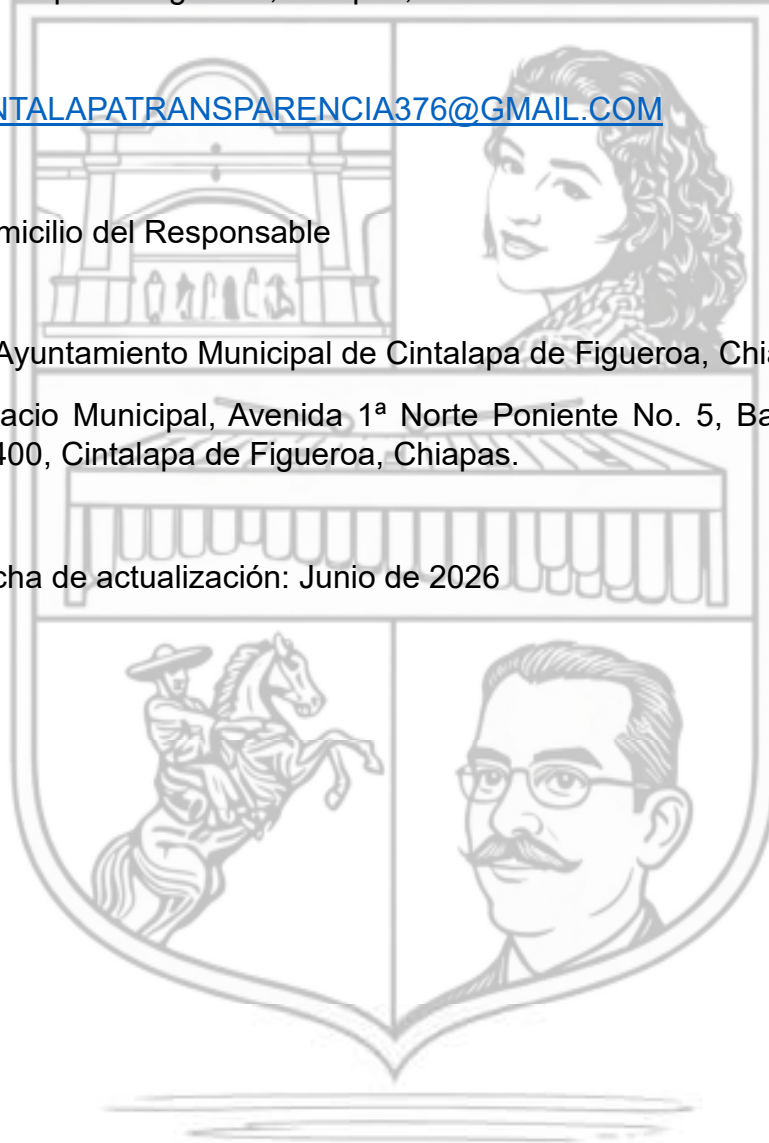 NTALAPATRANSPARENCIA376@GMAIL.COM
micilio del Responsable
Ayuntamiento Municipal de Cintalapa de Figueroa, Chia
acio Municipal, Avenida 1ª Norte Poniente No. 5, Ba
400, Cintalapa de Figueroa, Chiapas.
cha de actualización: Junio de 2026